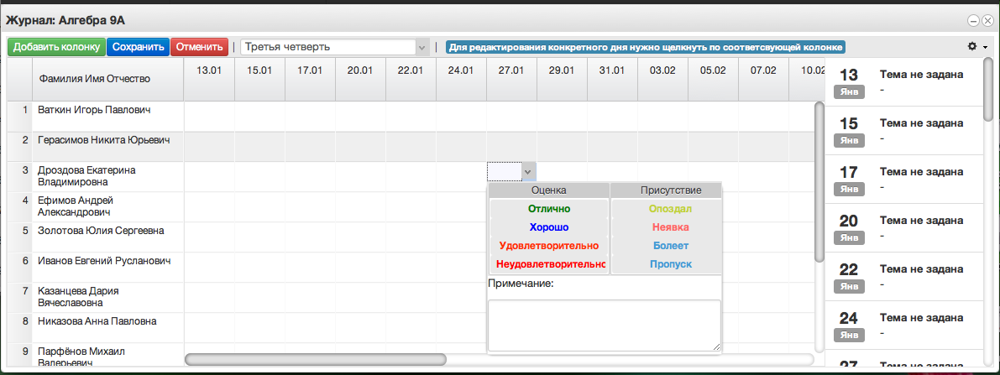 Журнал: Алгебра 9А
Добавить колонку Сохранить Отменить | Третья четверть | Для редактирования конкретного дня нужно щелкнуть по соответсвующей колонке
Фамилия Имя Отчество 13.01 15.01 17.01 20.01 22.01 24.01 27.01 29.01 31.01 03.02 05.02 07.02 10.02
1 Ваткин Игорь Павлович
2 Герасимов Никита Юрьевич
3 Дроздова Екатерина
Владимировна
4 Ефимов Андрей
Александрович
5 Золотова Юлия Сергеевна
6 Иванов Евгений Русланович
7 Казанцева Дария
Вячеславовна
8 Никазова Анна Павловна
9 Парфёнов Михаил
Валерьевич
Оценка Присутствие
Отлично Опоздал
Хорошо Неявка
Удовлетворительно Болеет
Неудовлетворительно Пропуск
Примечание:
13 Тема не задана
Янв -
15 Тема не задана
Янв -
17 Тема не задана
Янв -
20 Тема не задана
Янв -
22 Тема не задана
Янв -
24 Тема не задана
Янв -
27 Тема не задана